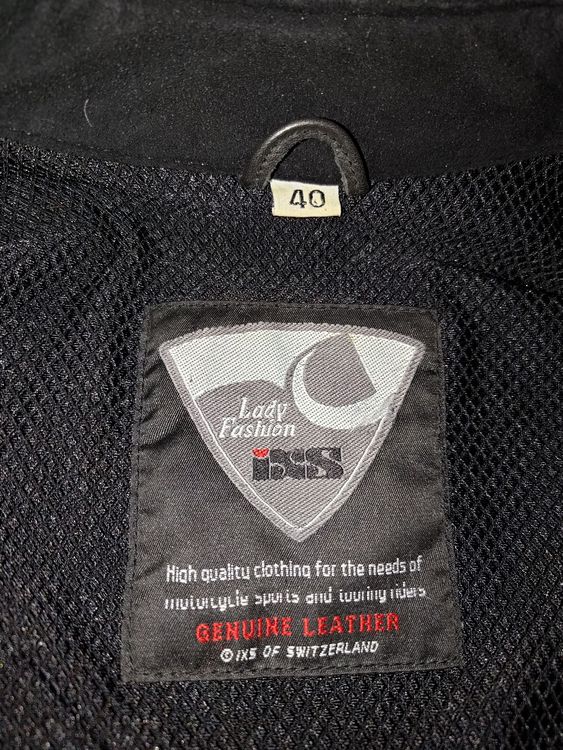 40
Lady
Fashion
iXS
High quality clothing for the needs of
motorcycle sports and touring riders
GENUINE LEATHER
© IXS OF SWITZERLAND